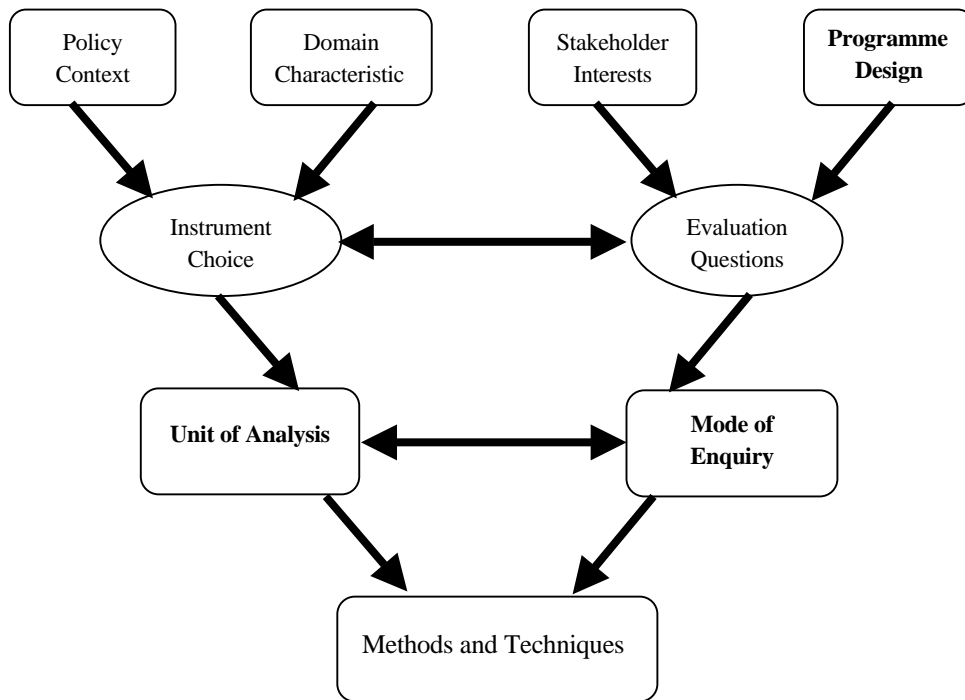 Policy
Context
Domain
Characteristic
Stakeholder
Interests
Programme
Design
Instrument
Choice
Evaluation
Questions
Unit of Analysis
Mode of
Enquiry
Methods and Techniques